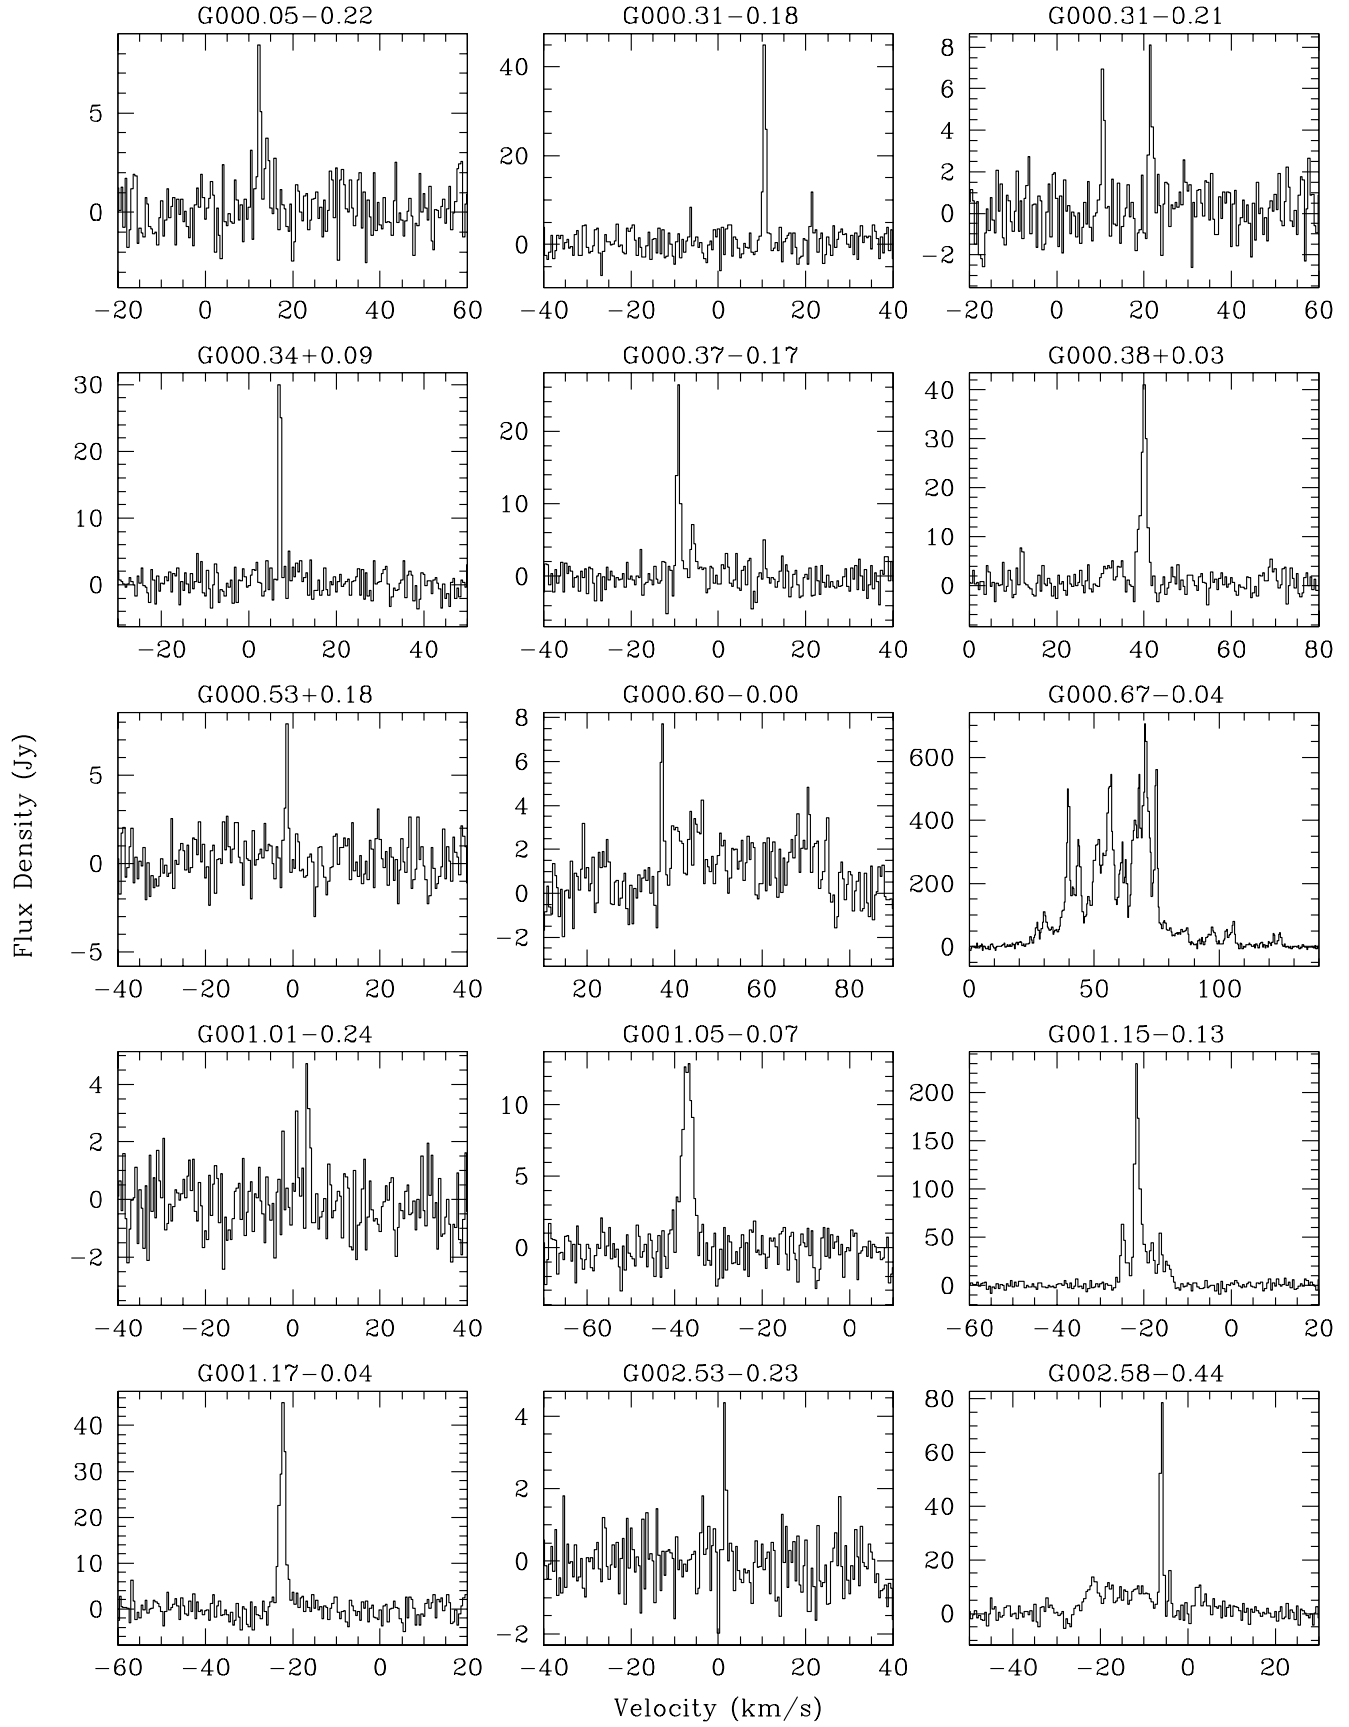 G000.05−0.22 G000.31−0.18 G000.31−0.21
5 0
−20 0 20 40 60
40 20 0
−40 −20 0 20 40
8 6 4 2 0 −2
−20 0 20 40 60
G000.34+0.09 G000.37−0.17 G000.38+0.03
30 20 10 0
−20 0 20 40
20 10 0
−40 −20 0 20 40
40 30 20 10 0
0 20 40 60 80
G000.53+0.18 G000.60−0.00 G000.67−0.04
Flux Density (Jy)
5 0 −5
−40 −20 0 20 40
8 6 4 2 0 −2
20 40 60 80
600 400 200 0
0 50 100
G001.01−0.24 G001.05−0.07 G001.15−0.13
4 2 0 −2
−40 −20 0 20 40
10 5 0
−60 −40 −20 0
200 150 100 50 0
−60 −40 −20 0 20
G001.17−0.04 G002.53−0.23 G002.58−0.44
40 30 20 10 0
−60 −40 −20 0 20
4 2 0 −2
−40 −20 0 20 40
80 60 40 20 0
−40 −20 0 20
Velocity (km/s)